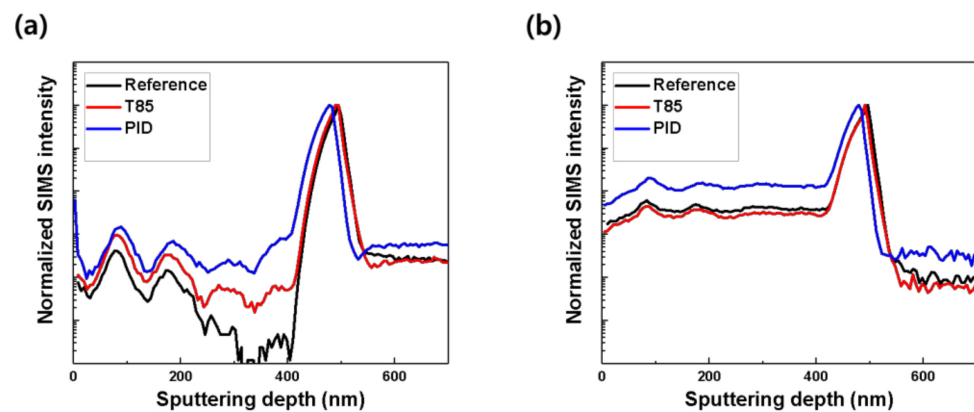 (a)
Normalized SIMS intensity
Reference
T85
PID
0
200
400
600
Sputtering depth (nm)
(b)
Normalized SIMS intensity
Reference
T85
PID
0
200
400
600
Sputtering depth (nm)